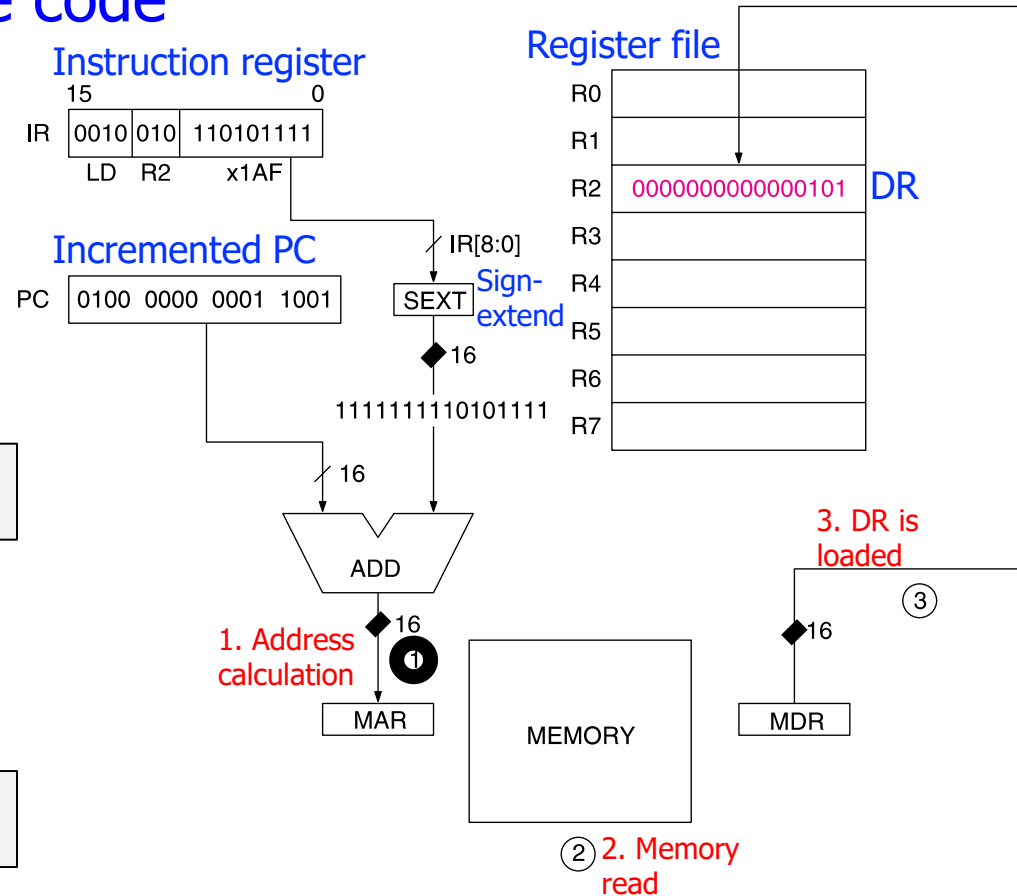 e code
Instruction register
15 0
IR 0010 010 110101111
LD R2 x1AF
IR[8:0]
Incremented PC
PC 0100 0000 0001 1001
SEXT
Sign-
extend
16
1111111110101111
16
ADD
16
1. Address
calculation
1
MAR
Register file
R0
R1
R2 0000000000000101 DR
R3
R4
R5
R6
R7
3. DR is
loaded
3
16
MDR
MEMORY
2 2. Memory
read